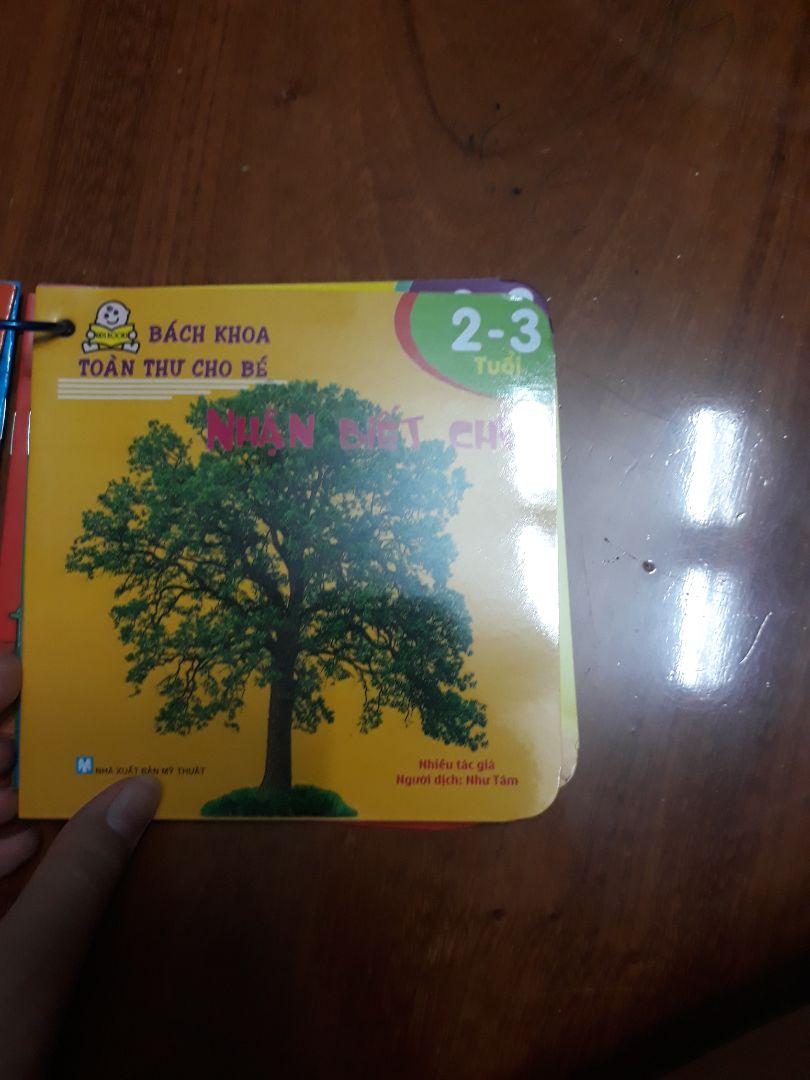 BÁCH KHOA
TOÀN THƯ CHO BÉ
2-3
Tuổi
NHẬN BIẾT
Nhiều tác giả
Người dịch: Như Tâm
NHÀ XUẤT BẢN MỸ THUẬT